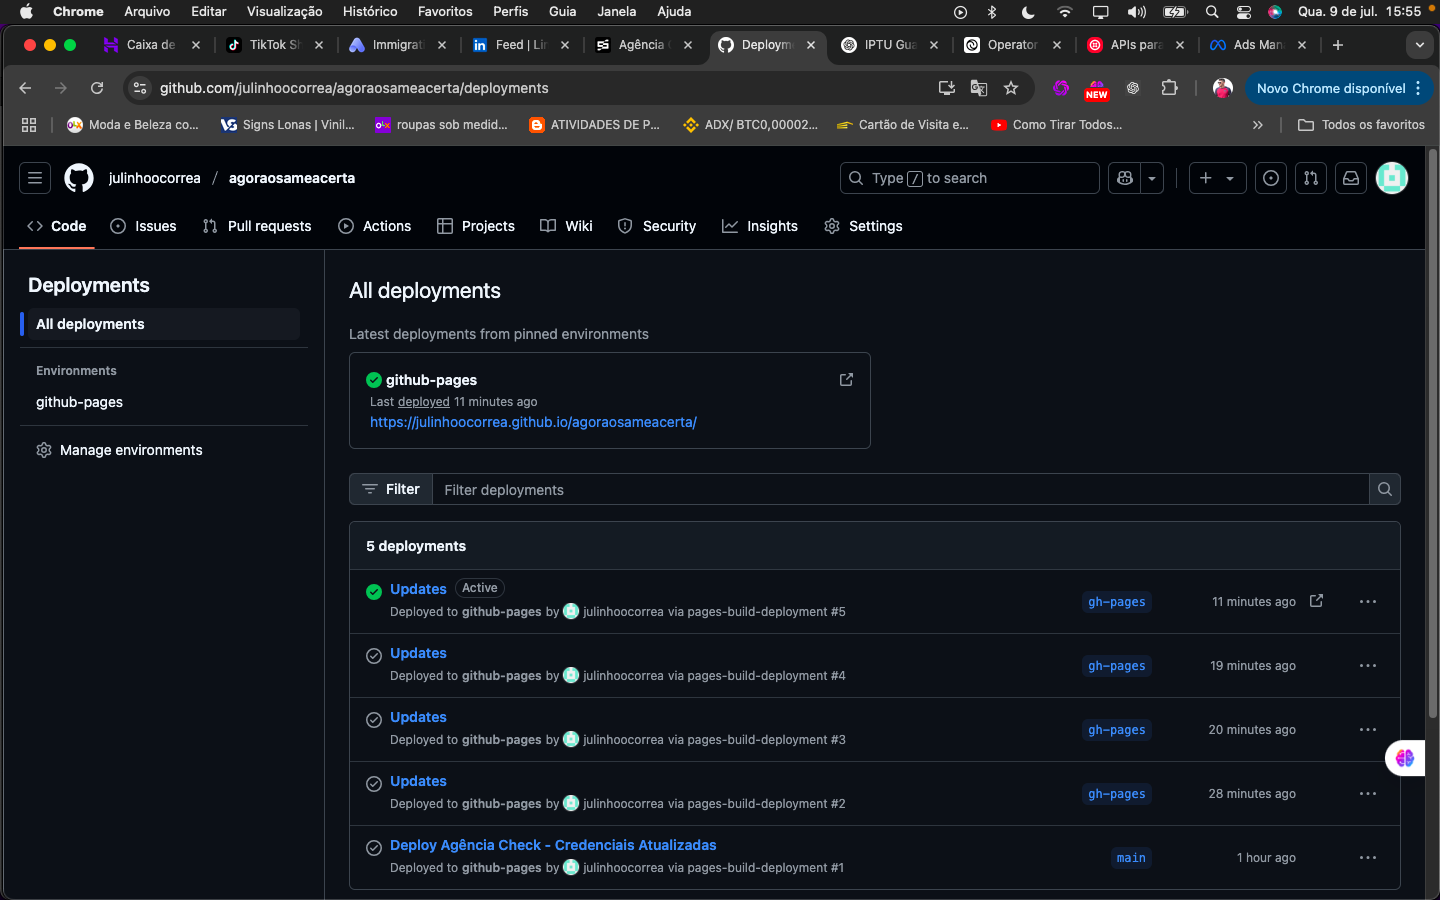 Chrome Arquivo Editar Visualização Histórico Favoritos Perfis Guia Janela Ajuda Qua. 9 de jul. 15:55
Caixa de TikTok Sh Immigrati Feed | Lin Agência Deployme IPTU Gua Operator APIs para Ads Man
github.com/julinhoocorrea/agoraosameacerta/deployments NEW Novo Chrome disponível
Moda e Beleza co... Signs Lonas | Vinil... roupas sob medid... ATIVIDADES DE P... ADX/ BTC0,00002... Cartão de Visita e... Como Tirar Todos... Todos os favoritos
julinhoocorrea / agoraosameacerta Type / to search
Code Issues Pull requests Actions Projects Wiki Security Insights Settings
Deployments
All deployments
Environments
github-pages
Manage environments
All deployments
Latest deployments from pinned environments
github-pages
Last deployed 11 minutes ago
https://julinhoocorrea.github.io/agoraosameacerta/
Filter Filter deployments
5 deployments
Updates Active
Deployed to github-pages by julinhoocorrea via pages-build-deployment #5 gh-pages 11 minutes ago
Updates
Deployed to github-pages by julinhoocorrea via pages-build-deployment #4 gh-pages 19 minutes ago
Updates
Deployed to github-pages by julinhoocorrea via pages-build-deployment #3 gh-pages 20 minutes ago
Updates
Deployed to github-pages by julinhoocorrea via pages-build-deployment #2 gh-pages 28 minutes ago
Deploy Agência Check - Credenciais Atualizadas
Deployed to github-pages by julinhoocorrea via pages-build-deployment #1 main 1 hour ago